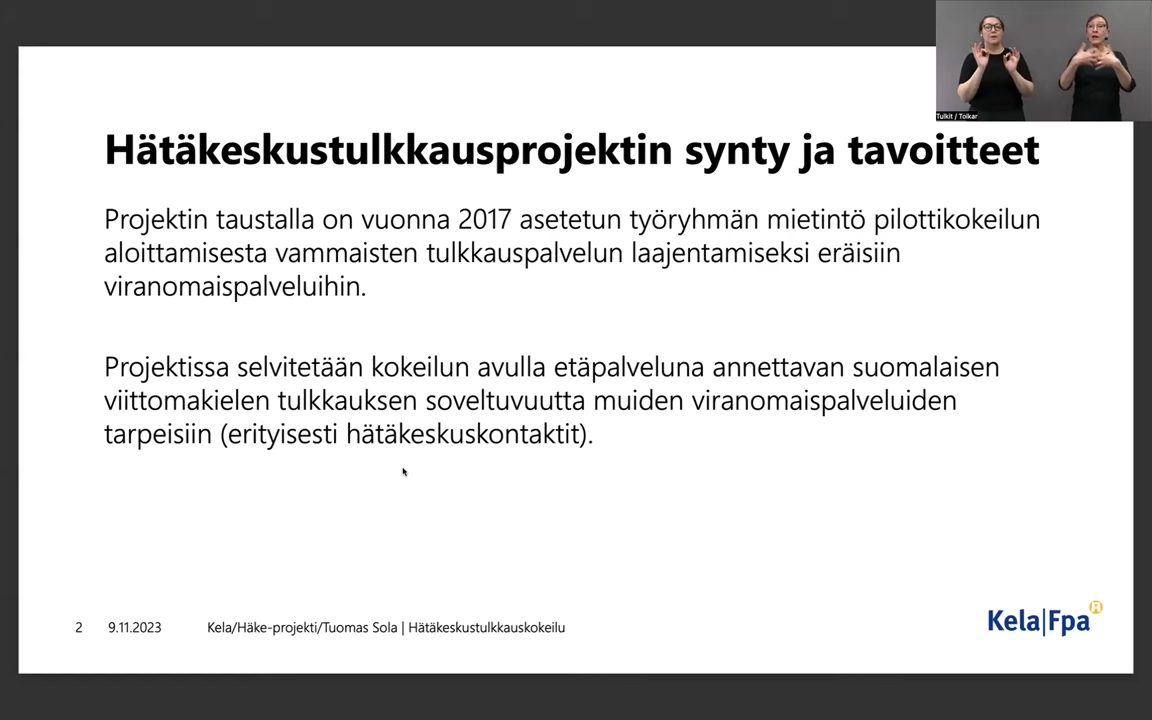 Tulkit / Tolkar
Hätäkeskustulkkausprojektin synty ja tavoitteet
Projektin taustalla on vuonna 2017 asetetun työryhmän mietintö pilottikokeilun
aloittamisesta vammaisten tulkkauspalvelun laajentamiseksi eräisiin
viranomaispalveluihin.
Projektissa selvitetään kokeilun avulla etäpalveluna annettavan suomalaisen
viittomakielen tulkkauksen soveltuvuutta muiden viranomaispalveluiden
tarpeisiin (erityisesti hätäkeskuskontaktit).
2 9.11.2023 Kela/Häke-projekti/Tuomas Sola | Hätäkeskustulkkauskokeilu
Kela|Fpa